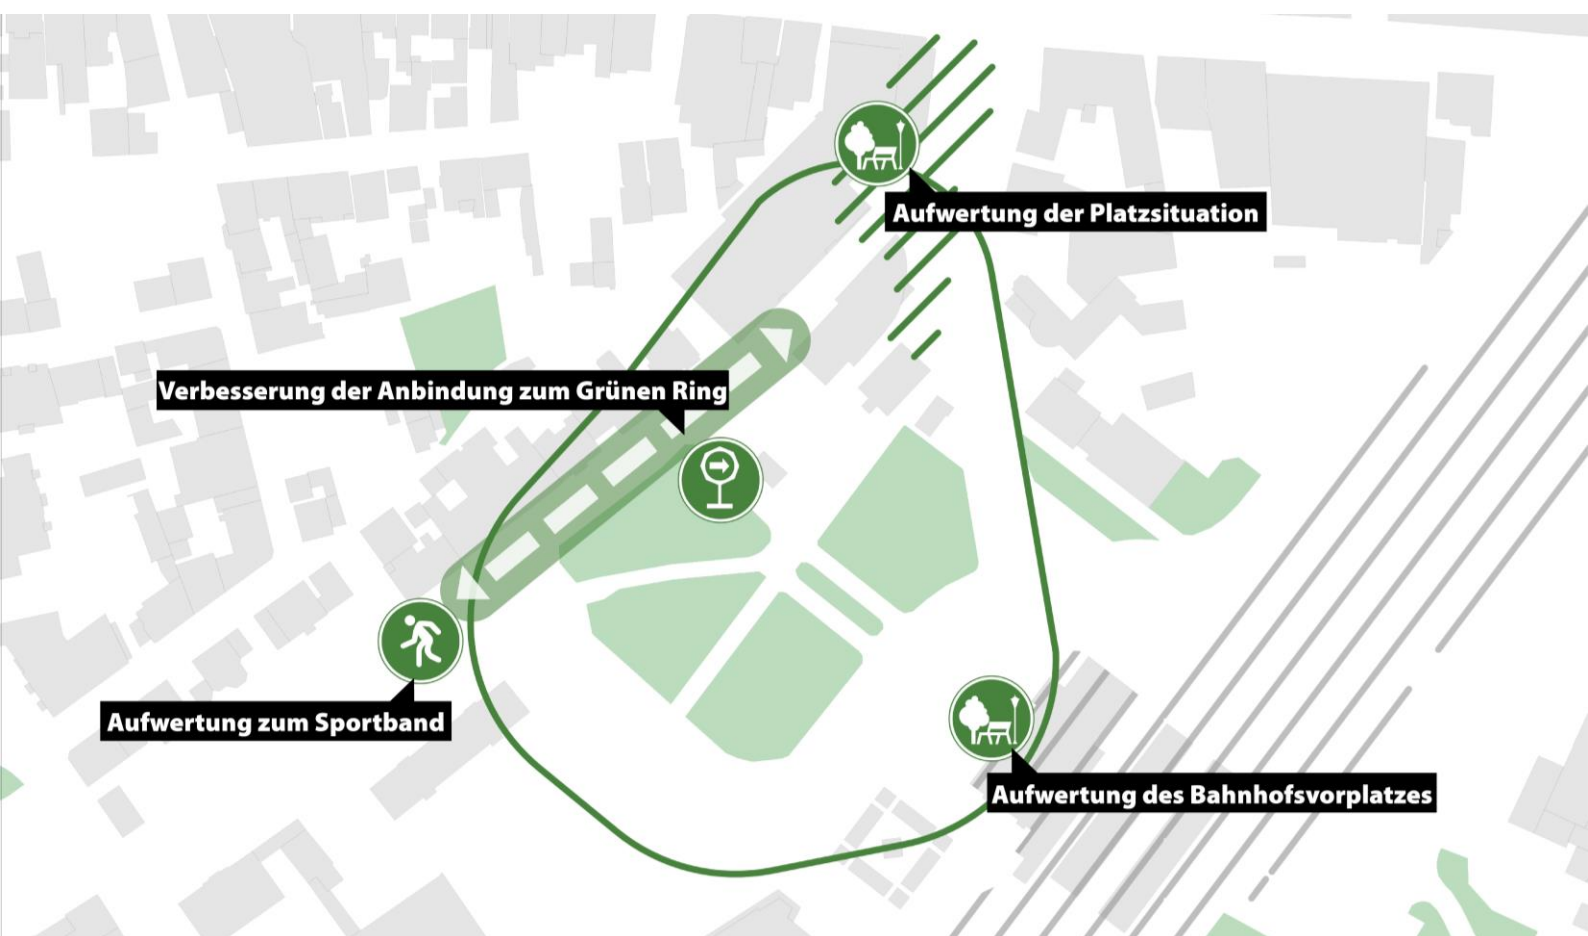 Aufwertung der Platzsituation
Verbesserung der Anbindung zum Grünen Ring
Aufwertung zum Sportband
Aufwertung des Bahnhofsvorplatzes